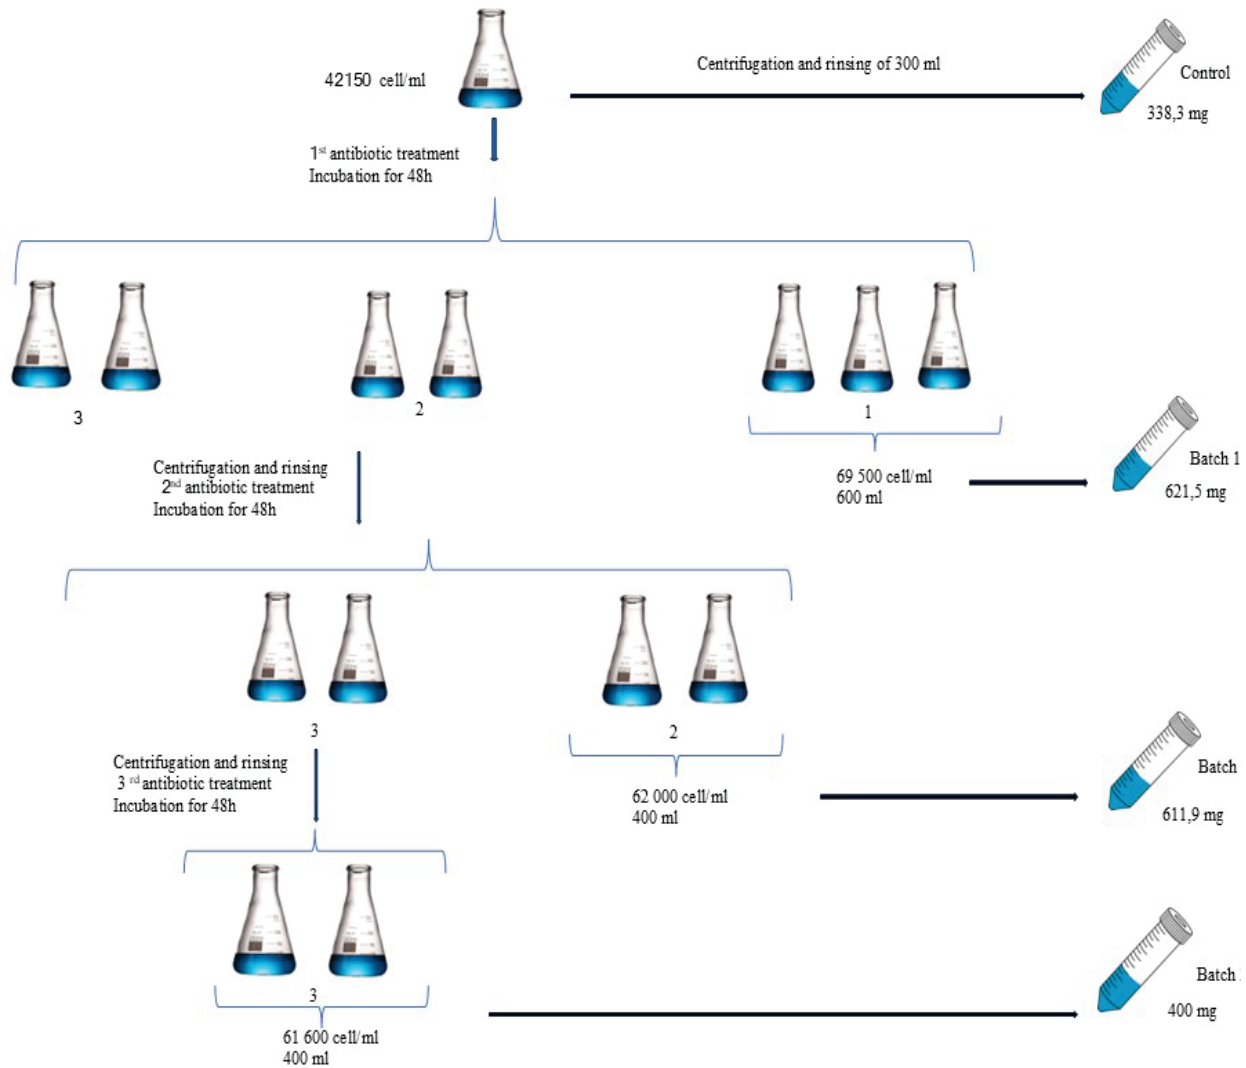 42150 cell/ml
Centrifugation and rinsing of 300 ml
Control
338,3 mg
1st antibiotic treatment
Incubation for 48h
3
2
1
Centrifugation and rinsing
2nd antibiotic treatment
Incubation for 48h
69 500 cell/ml
600 ml
Batch 1
621,5 mg
3
2
Centrifugation and rinsing
3 rd antibiotic treatment
Incubation for 48h
62 000 cell/ml
400 ml
Batch
611,9 mg
3
61 600 cell/ml
400 ml
Batch
400 mg